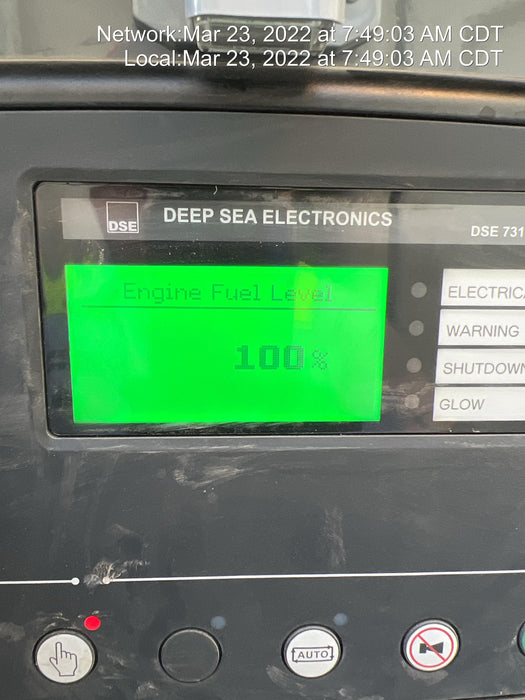 Network:Mar 23, 2022 at 7:49:03 AM CDT
Local:Mar 23, 2022 at 7:49:03 AM CDT
DSE
DEEP SEA ELECTRONICS
DSE 731
Engine Fuel Level
100%
ELECTRICA
WARNING
SHUTDOWN
GLOW
AUTO